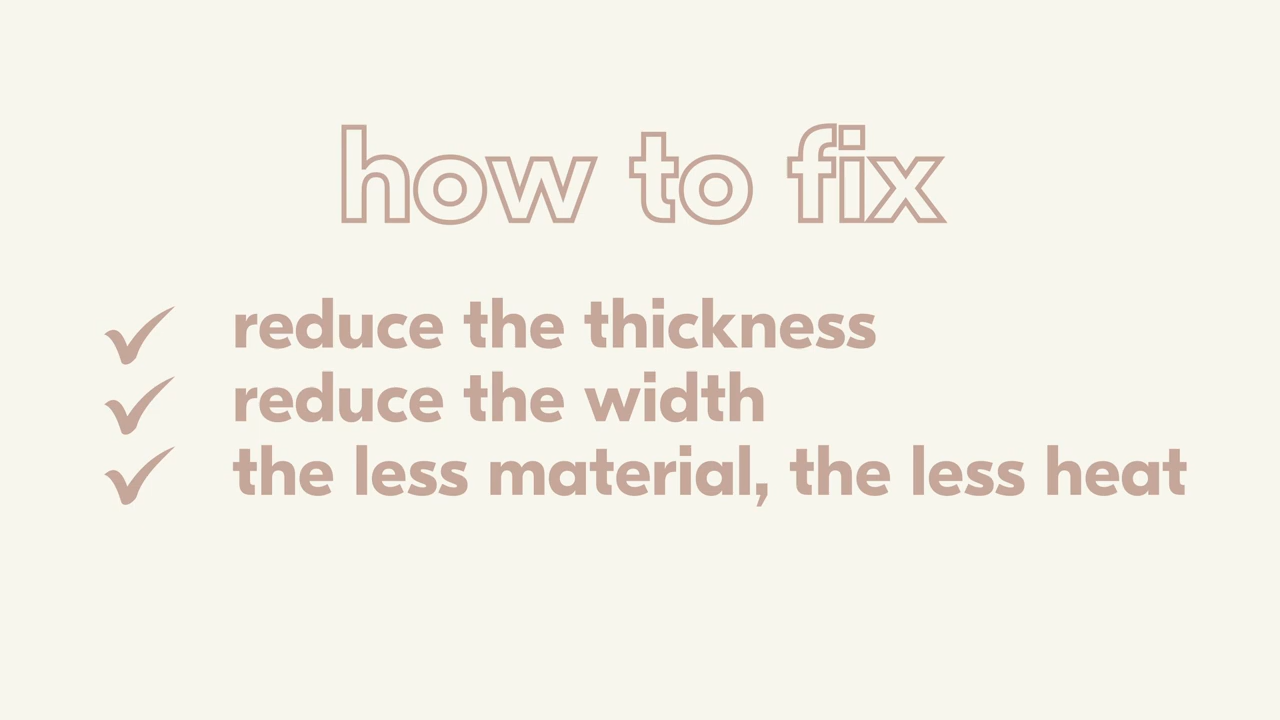 how to fix
reduce the thickness
reduce the width
the less material, the less heat